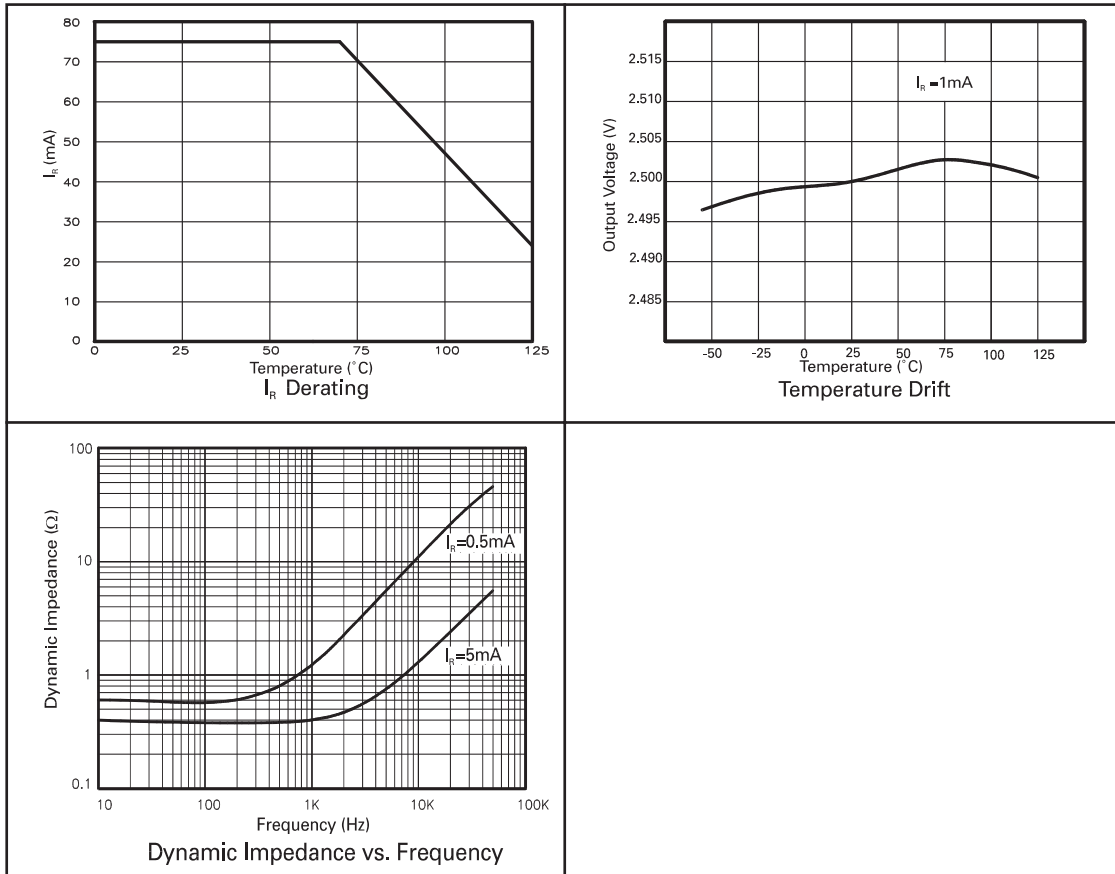 80
70
60
50
40
30
20
10
0
I_R (mA)
0 25 50 75 100 125
Temperature (°C)
I_R Derating
2.515
2.510
2.505
2.500
2.495
2.490
2.485
Output Voltage (V)
I_R =1mA
-50 -25 0 25 50 75 100 125
Temperature (°C)
Temperature Drift
100
10
1
0.1
Dynamic Impedance (Ω)
I_R=0.5mA
I_R=5mA
10 100 1K 10K 100K
Frequency (Hz)
Dynamic Impedance vs. Frequency